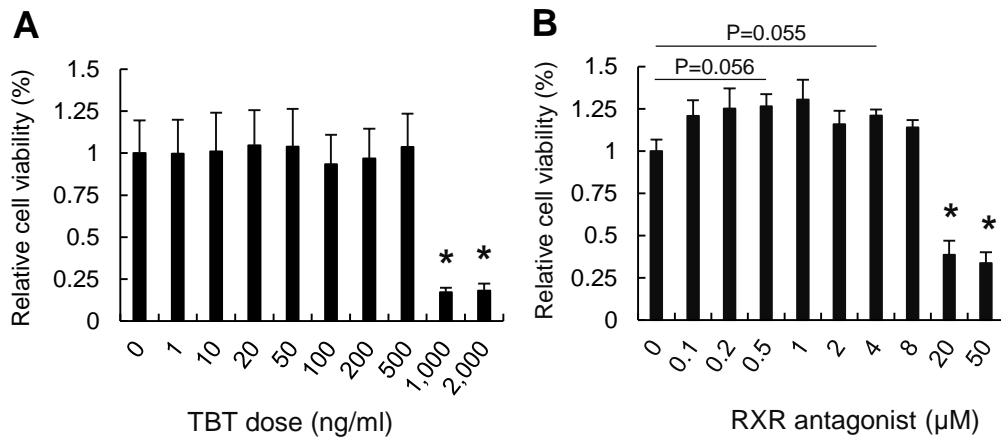 A
Relative cell viability (%)
1.5
1.25
1
0.75
0.5
0.25
0
* *
0 1 10 20 50 100 200 500 1,000 2,000
TBT dose (ng/ml)
B
P=0.055
P=0.056
Relative cell viability (%)
1.5
1.25
1
0.75
0.5
0.25
0
* *
0 0.1 0.2 0.5 1 2 4 8 20 50
RXR antagonist (μM)